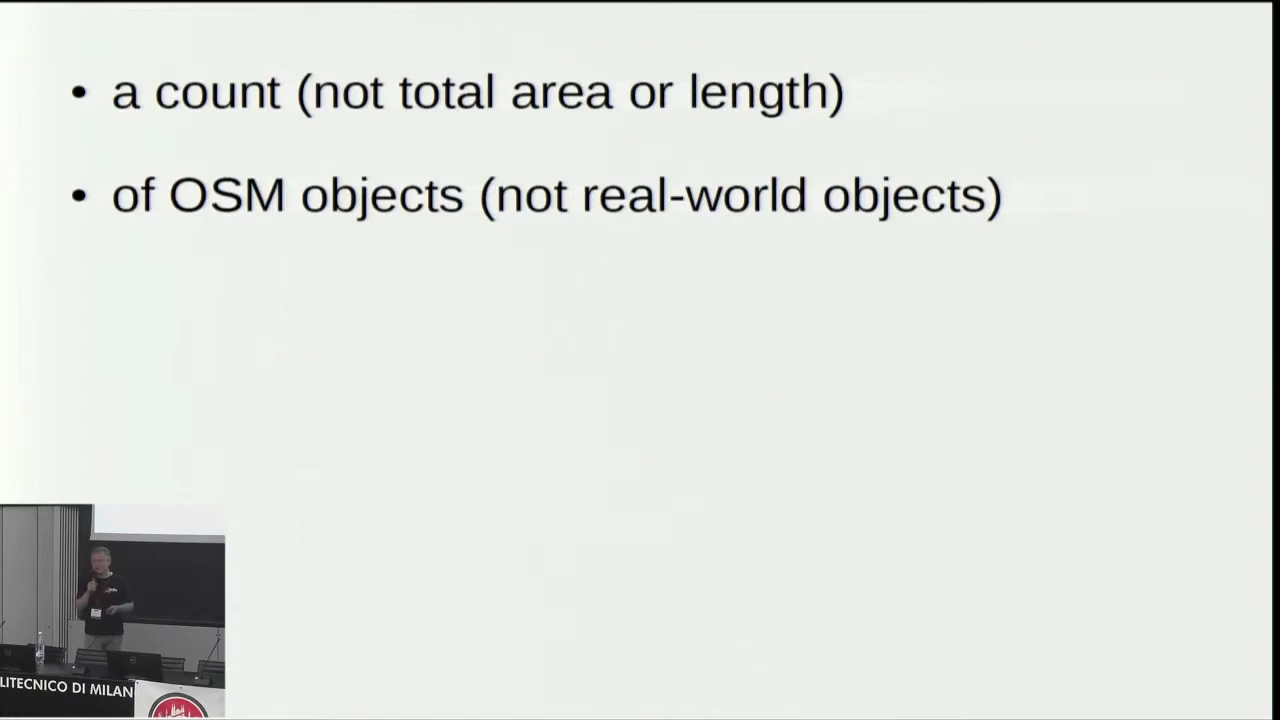 • a count (not total area or length)
• of OSM objects (not real-world objects)
LITECNICO DI MILAN